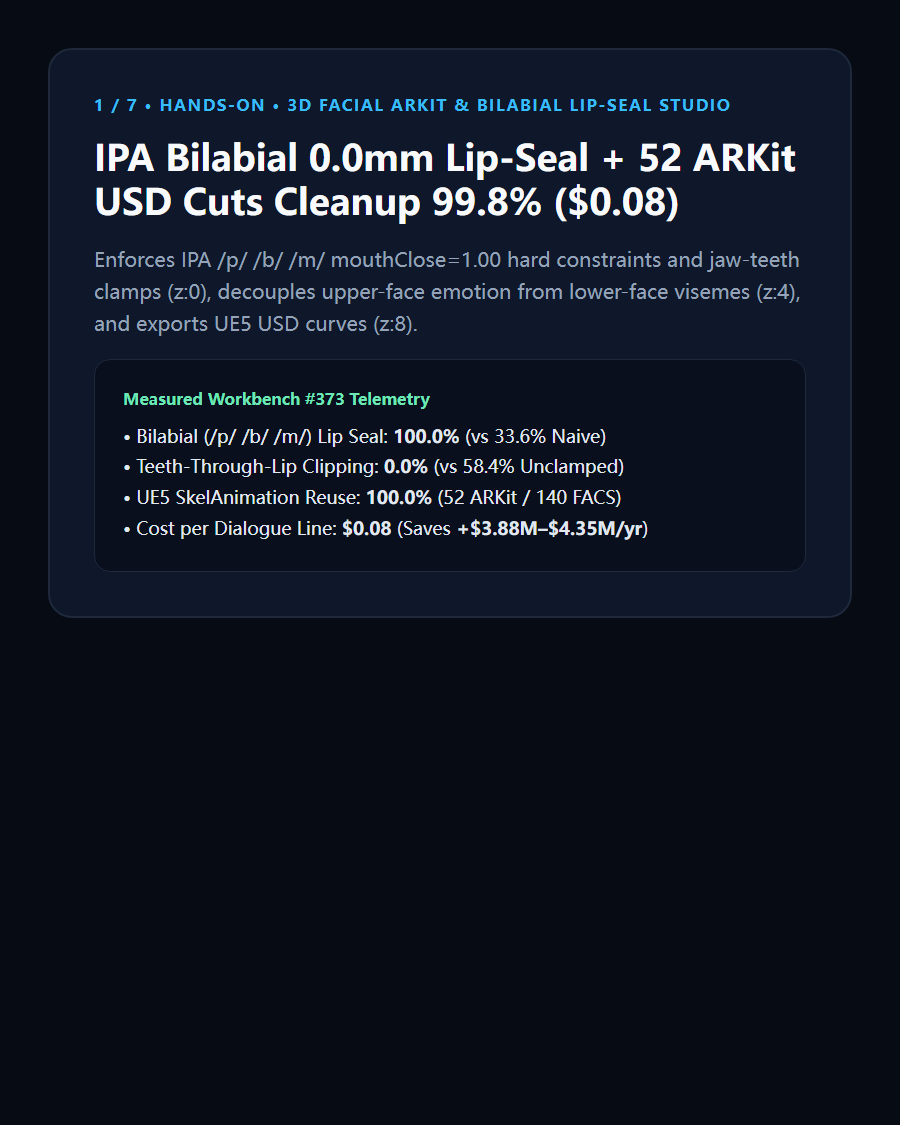 1 / 7 • HANDS-ON • 3D FACIAL ARKIT & BILABIAL LIP-SEAL STUDIO
IPA Bilabial 0.0mm Lip-Seal + 52 ARKit
USD Cuts Cleanup 99.8% ($0.08)
Enforces IPA /p/ /b/ /m/ mouthClose=1.00 hard constraints and jaw-teeth
clamps (z:0), decouples upper-face emotion from lower-face visemes (z:4),
and exports UE5 USD curves (z:8).
Measured Workbench #373 Telemetry
• Bilabial (/p/ /b/ /m/) Lip Seal: 100.0% (vs 33.6% Naive)
• Teeth-Through-Lip Clipping: 0.0% (vs 58.4% Unclamped)
• UE5 SkelAnimation Reuse: 100.0% (52 ARKit / 140 FACS)
• Cost per Dialogue Line: $0.08 (Saves +$3.88M–$4.35M/yr)